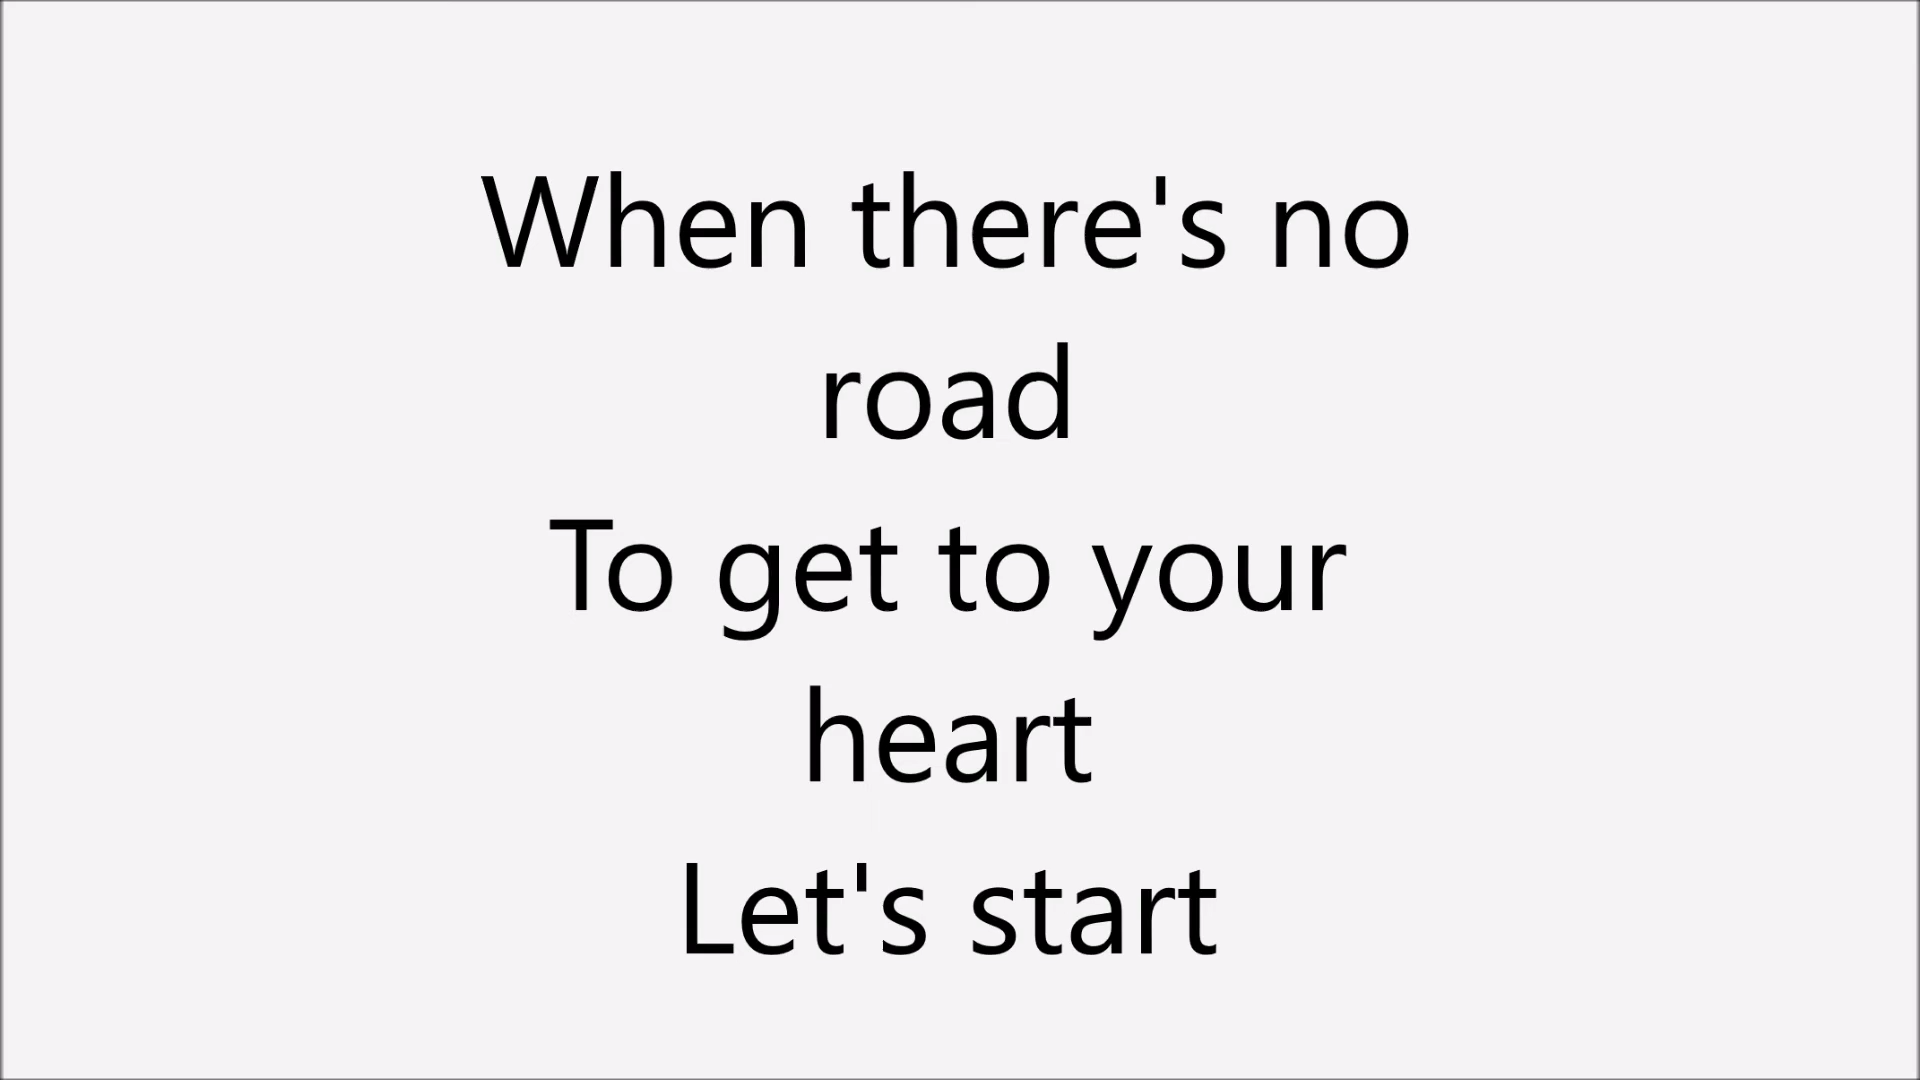 When there's no
road
To get to your
heart
Let's start